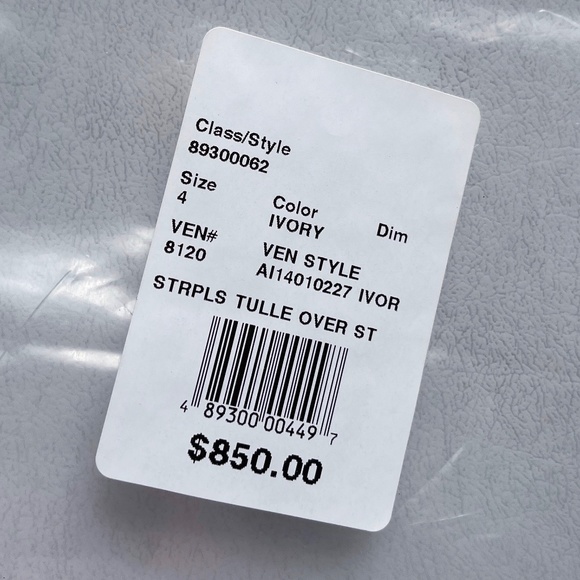 Class/Style
89300062
Size Color Dim
4 IVORY
VEN# VEN STYLE
8120 AI14010227 IVOR
STRPLS TULLE OVER ST
4 89300 00449 7
$850.00